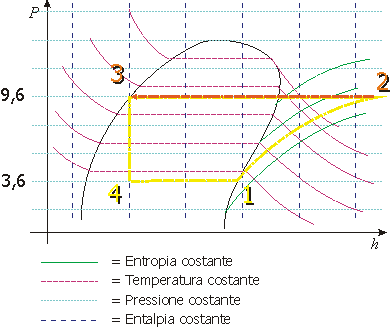 P
3
2
9,6
3,6
4
1
h
= Entropia costante
= Temperatura costante
= Pressione costante
= Entalpia costante